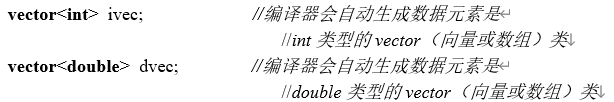 vector<int> ivec; //编译器会自动生成数据元素是↵
//int 类型的 vector（向量或数组）类↓
vector<double> dvec; //编译器会自动生成数据元素是↵
//double 类型的 vector（向量或数组）类↓